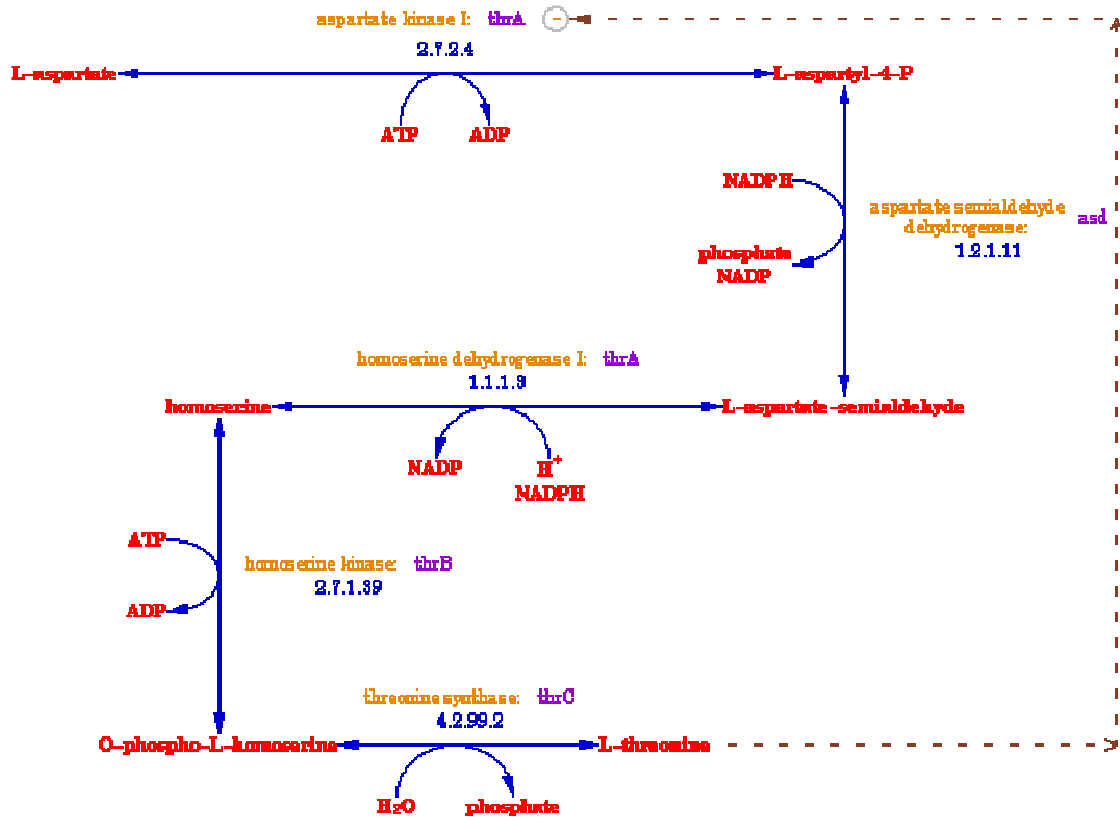 aspartate kinase I: thrA
2.7.2.4
L-aspartate
L-aspartyl-4-P
ATP
ADP
NADPH
aspartate semialdehyde
dehydrogenase:
asd
1.2.1.11
phosphate
NADP
homoserine dehydrogenase I: thrA
1.1.1.3
homoserine
L-aspartate-semialdehyde
NADP
H+
NADPH
ATP
homoserine kinase: thrB
2.7.1.39
ADP
threonine synthase: thrC
4.2.99.2
O-phospho-L-homoserine
L-threonine
H2O
phosphate